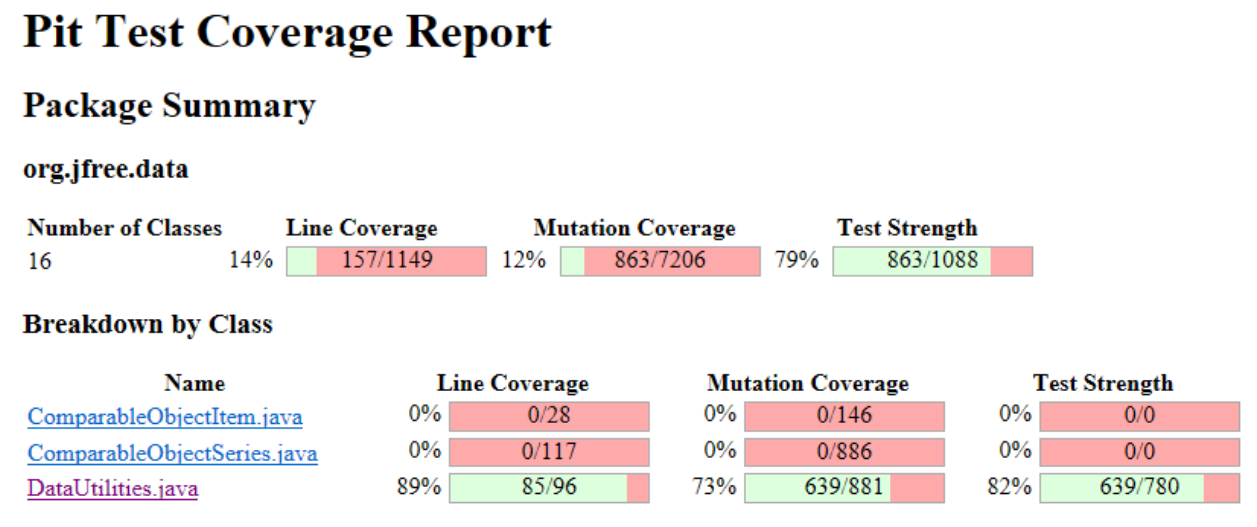 Pit Test Coverage Report
Package Summary
org.jfree.data
Number of Classes Line Coverage Mutation Coverage Test Strength
16 14% 157/1149 12% 863/7206 79% 863/1088
Breakdown by Class
Name Line Coverage Mutation Coverage Test Strength
ComparableObjectItem.java 0% 0/28 0% 0/146 0% 0/0
ComparableObjectSeries.java 0% 0/117 0% 0/886 0% 0/0
DataUtilities.java 89% 85/96 73% 639/881 82% 639/780